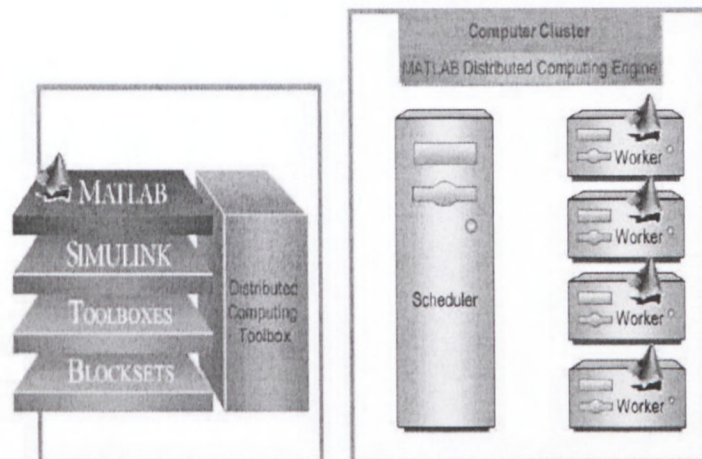 MATLAB
SIMULINK
TOOLBOXES
BLOCKSETS
Distributed
Computing
Toolbox
Computer Cluster
MATLAB Distributed Computing Engine
Scheduler
Worker
Worker
Worker
Worker